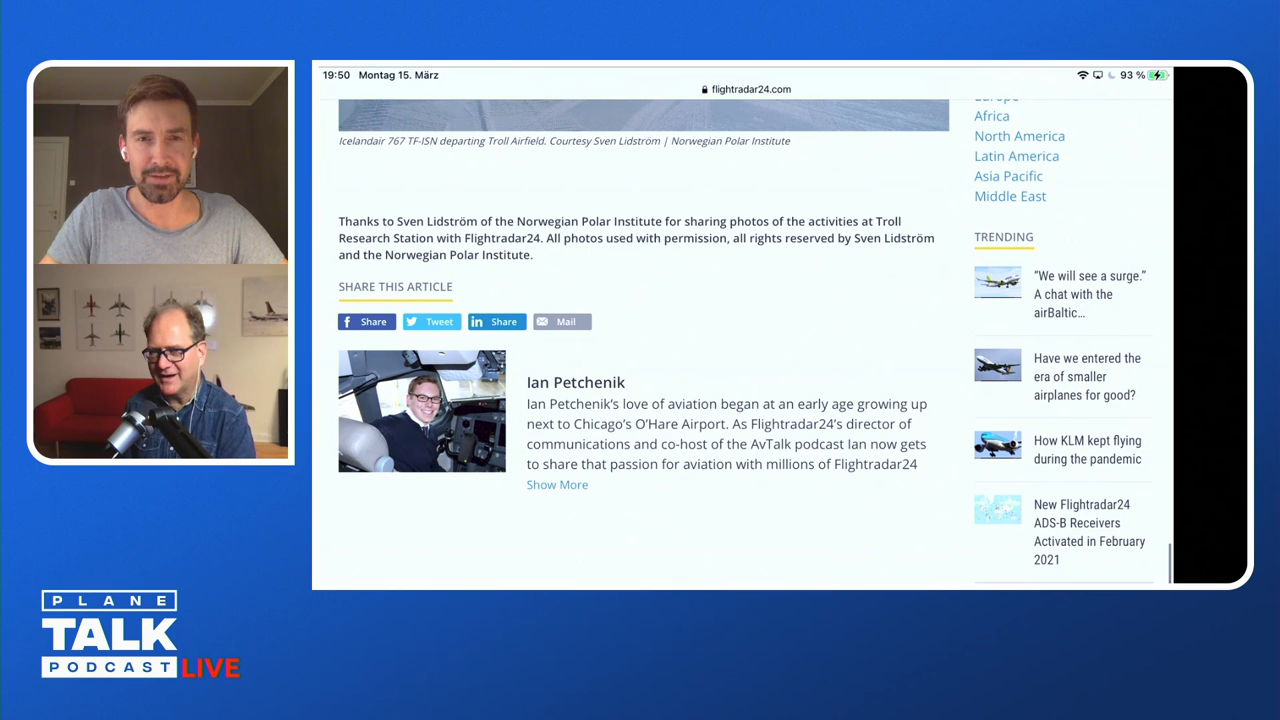 19:50 Montag 15. März
93 %
flightradar24.com
Icelandair 767 TF-ISN departing Troll Airfield. Courtesy Sven Lidström | Norwegian Polar Institute
Thanks to Sven Lidström of the Norwegian Polar Institute for sharing photos of the activities at Troll
Research Station with Flightradar24. All photos used with permission, all rights reserved by Sven Lidström
and the Norwegian Polar Institute.
SHARE THIS ARTICLE
Share
Tweet
Share
Mail
Ian Petchenik
Ian Petchenik’s love of aviation began at an early age growing up
next to Chicago’s O’Hare Airport. As Flightradar24’s director of
communications and co-host of the AvTalk podcast Ian now gets
to share that passion for aviation with millions of Flightradar24
Show More
Europe
Africa
North America
Latin America
Asia Pacific
Middle East
TRENDING
“We will see a surge.”
A chat with the
airBaltic…
Have we entered the
era of smaller
airplanes for good?
How KLM kept flying
during the pandemic
New Flightradar24
ADS-B Receivers
Activated in February
2021
PLANE
TALK
PODCAST LIVE